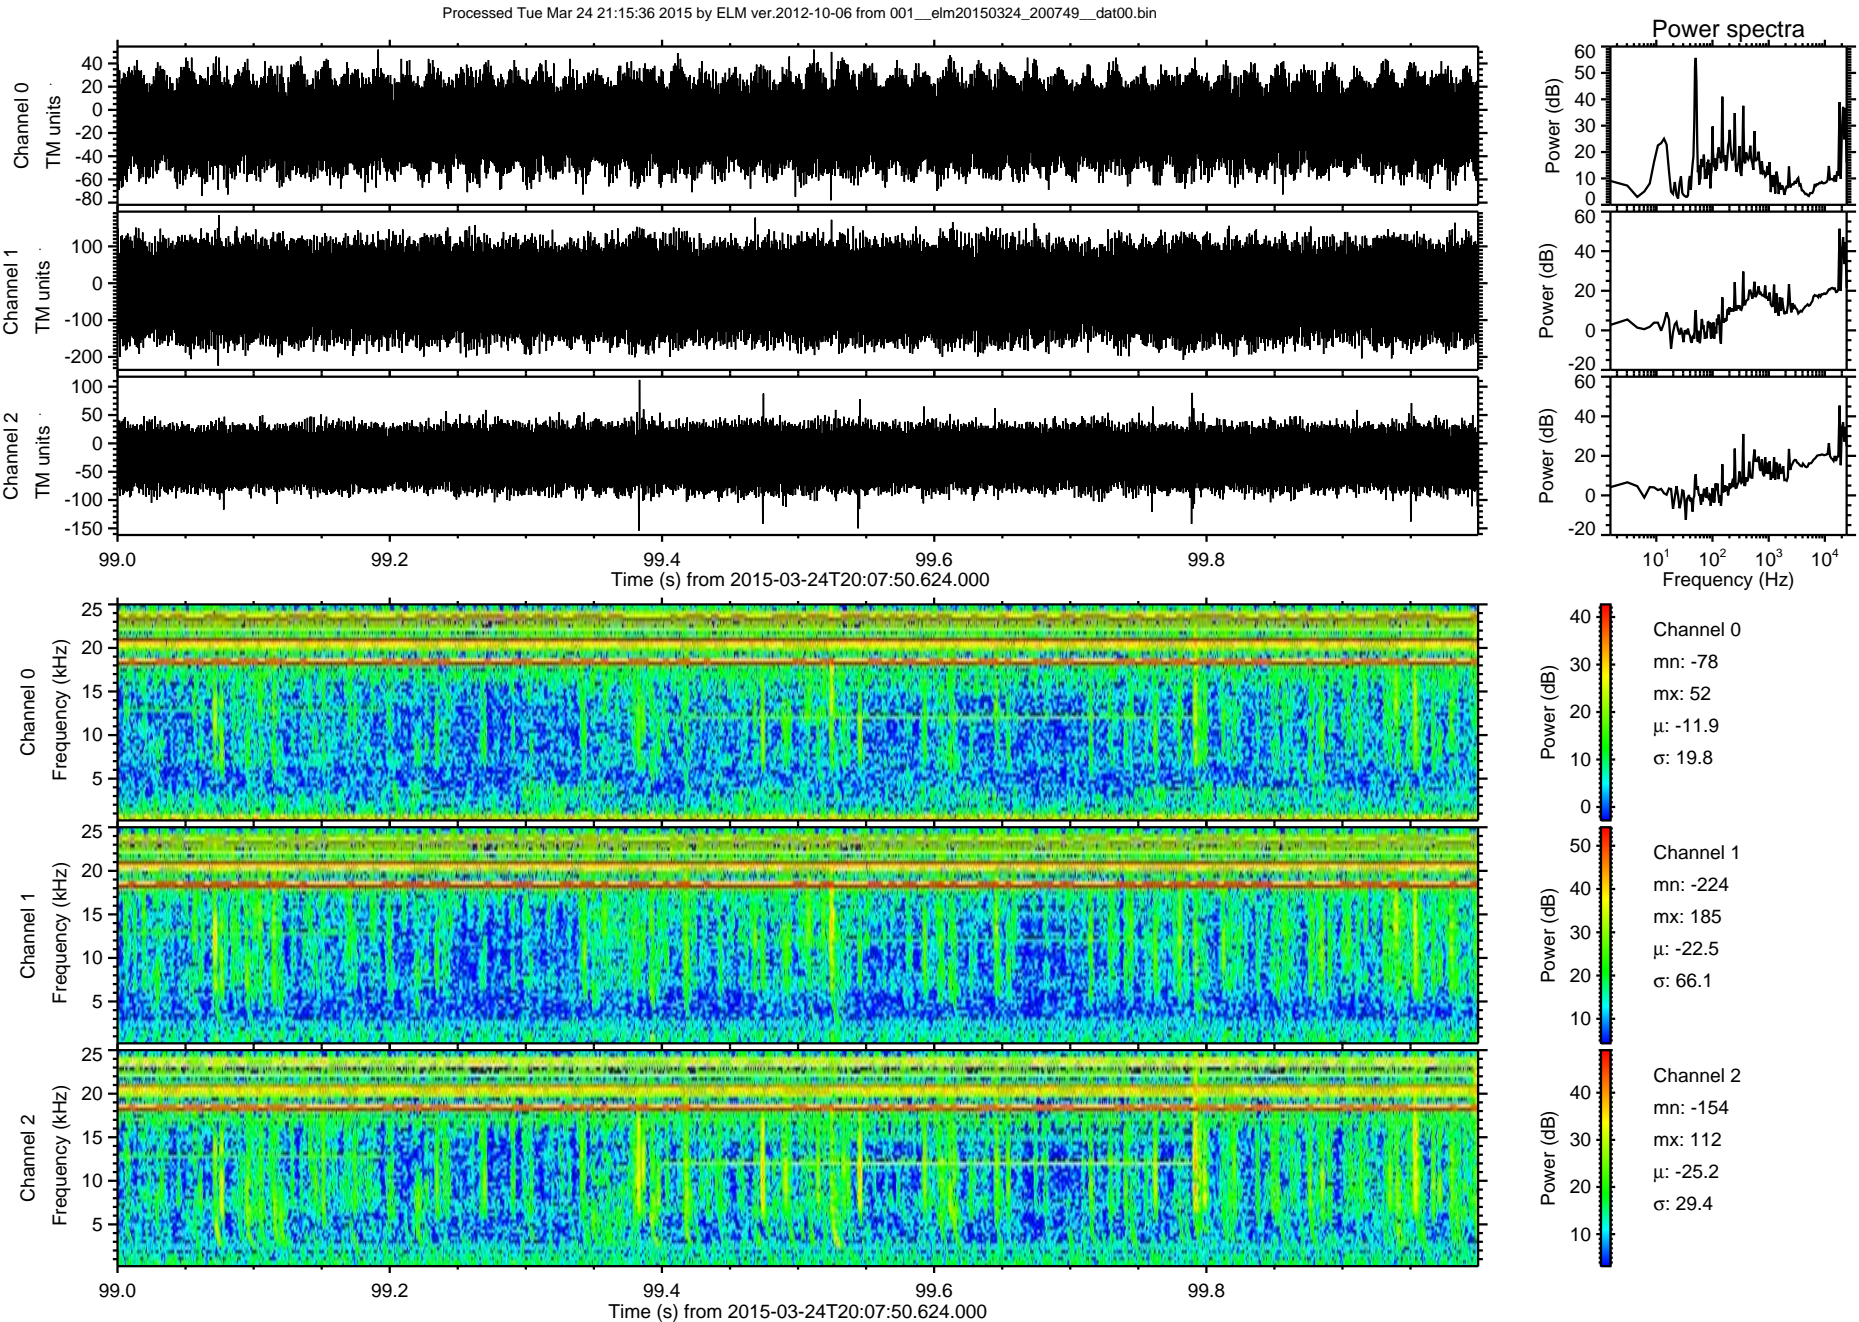 Processed Tue Mar 24 21:15:36 2015 by ELM ver.2012-10-06 from 001__elm20150324_200749__dat00.bin
Power spectra
Channel 0
TM units
40
20
0
-20
-40
-60
-80
Power (dB)
60
50
40
30
20
10
0
Channel 1
TM units
100
0
-100
-200
Power (dB)
60
40
20
0
-20
Channel 2
TM units
100
50
0
-50
-100
-150
Power (dB)
60
40
20
0
-20
99.0 99.2 99.4 99.6 99.8
Time (s) from 2015-03-24T20:07:50.624.000
10^1 10^2 10^3 10^4
Frequency (Hz)
Channel 0
Frequency (kHz)
25
20
15
10
5
Power (dB)
40
30
20
10
0
Channel 0
mn: -78
mx: 52
μ: -11.9
σ: 19.8
Channel 1
Frequency (kHz)
25
20
15
10
5
Power (dB)
50
40
30
20
10
Channel 1
mn: -224
mx: 185
μ: -22.5
σ: 66.1
Channel 2
Frequency (kHz)
25
20
15
10
5
Power (dB)
40
30
20
10
Channel 2
mn: -154
mx: 112
μ: -25.2
σ: 29.4
99.0 99.2 99.4 99.6 99.8
Time (s) from 2015-03-24T20:07:50.624.000